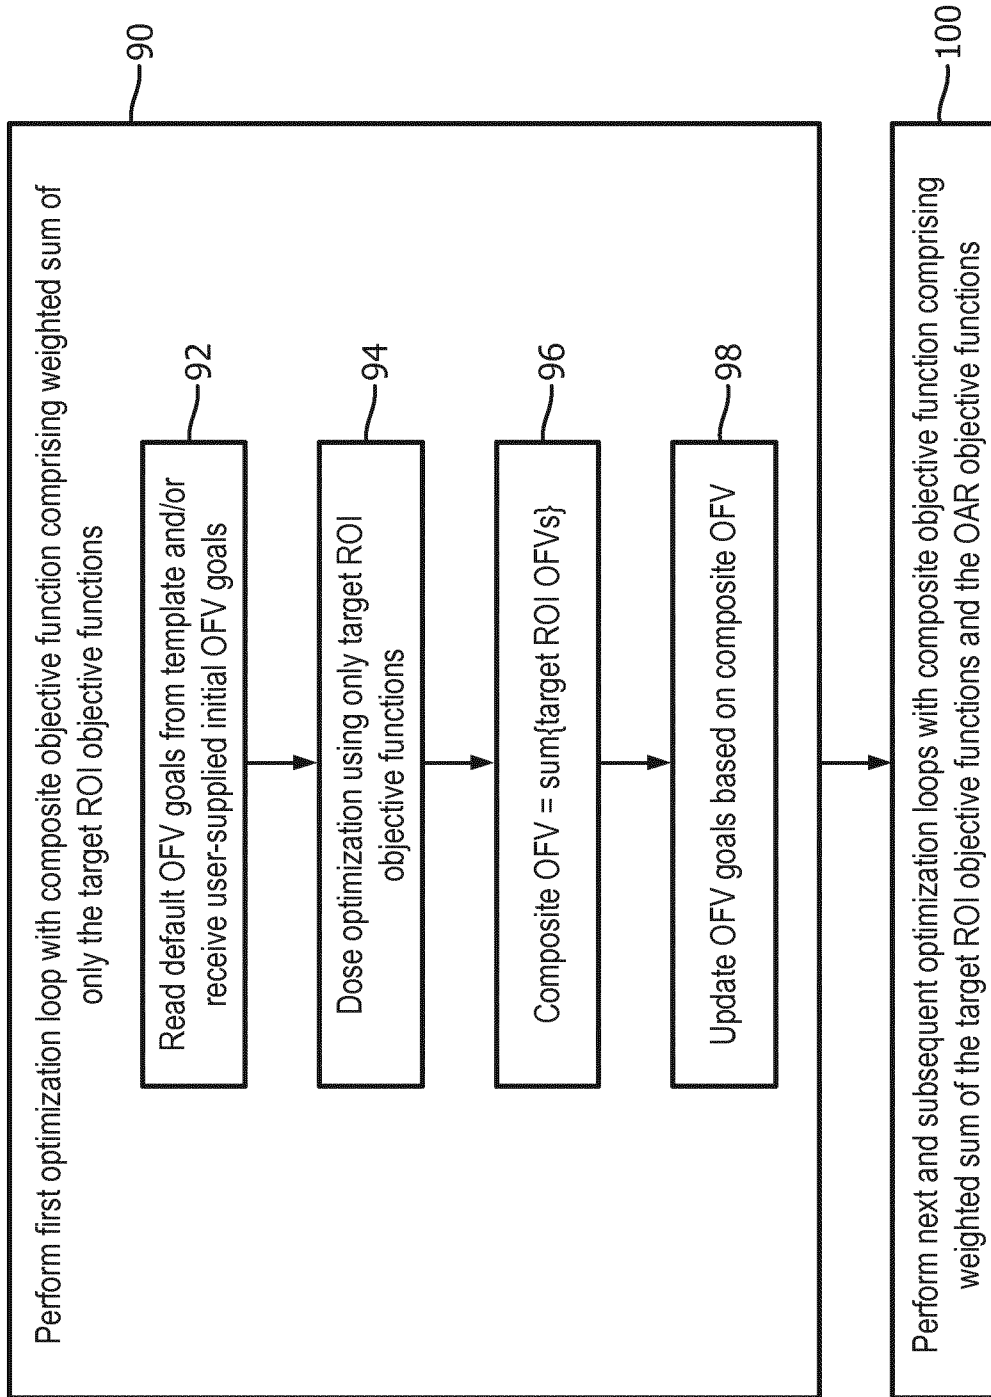 Perform first optimization loop with composite objective function comprising weighted sum of
only the target ROI objective functions
90
Read default OFV goals from template and/or
receive user-supplied initial OFV goals
92
Dose optimization using only target ROI
objective functions
94
Composite OFV = sum{target ROI OFVs}
96
Update OFV goals based on composite OFV
98
Perform next and subsequent optimization loops with composite objective function comprising
weighted sum of the target ROI objective functions and the OAR objective functions
100